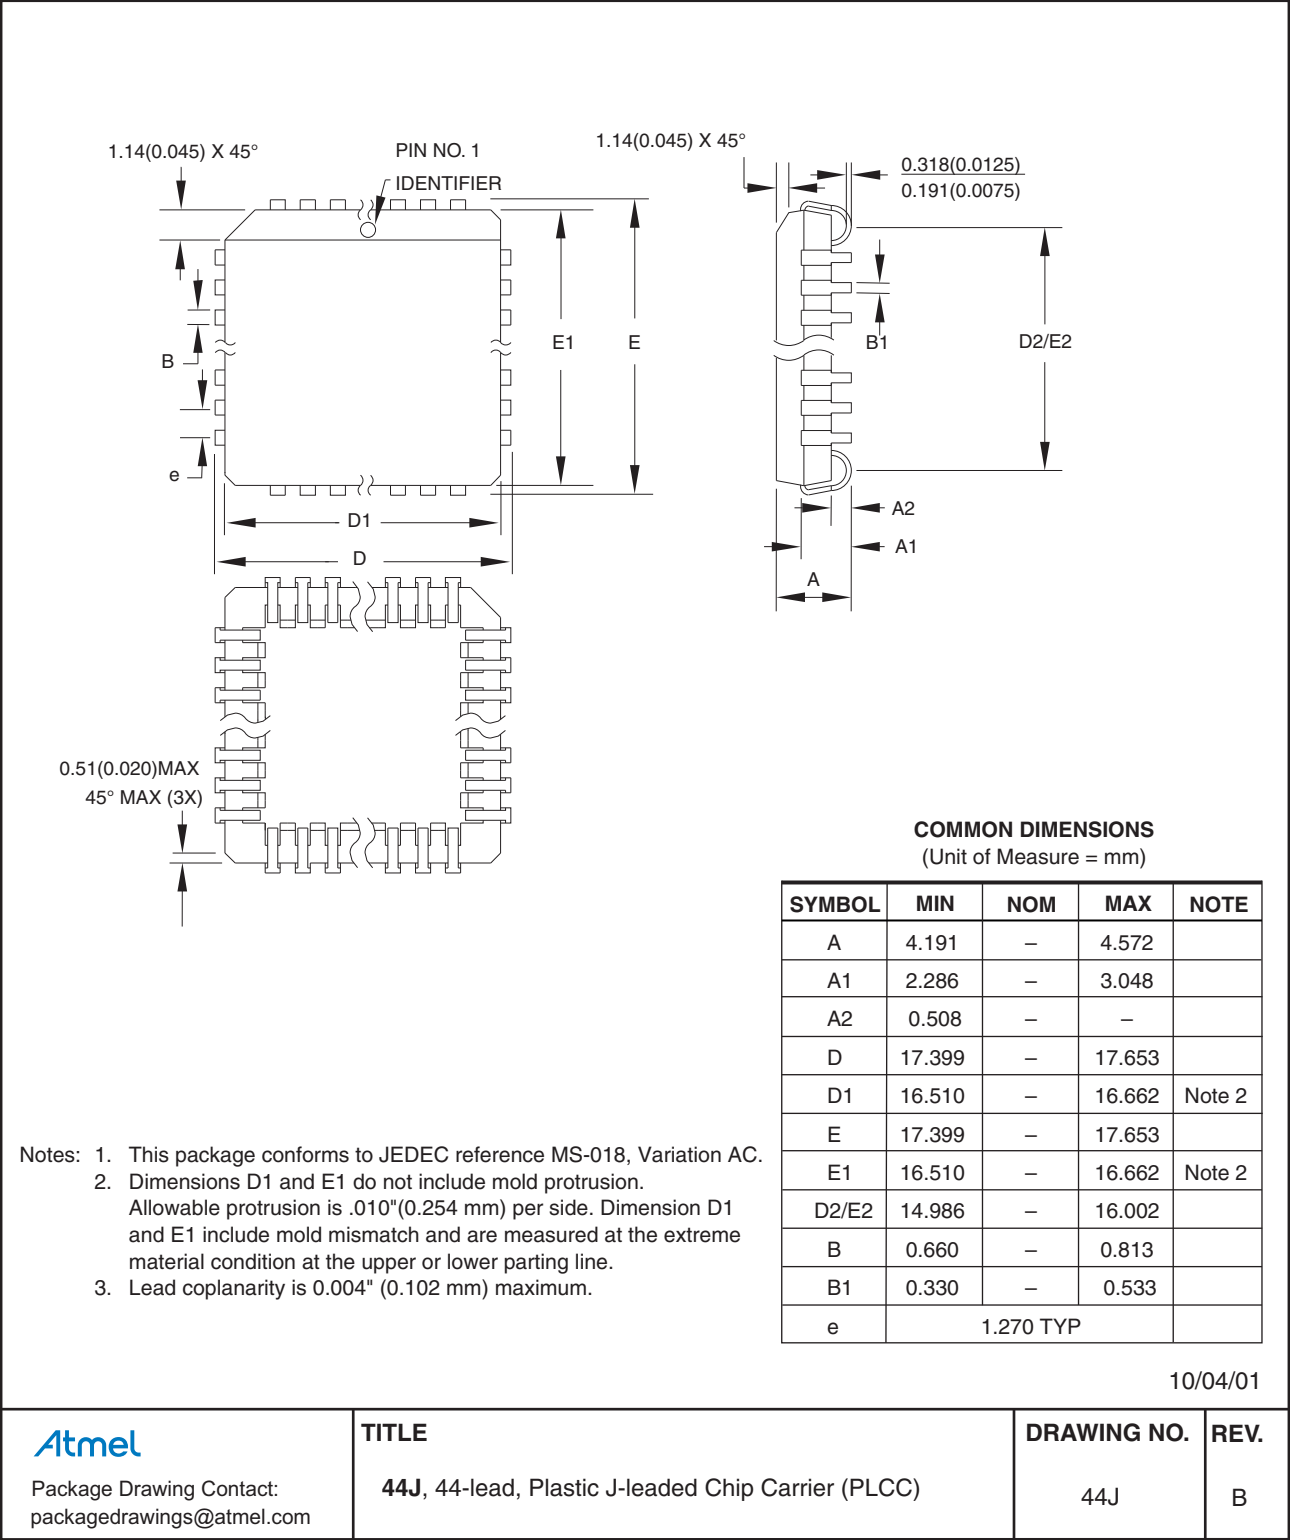 1.14(0.045) X 45°
PIN NO. 1
IDENTIFIER
1.14(0.045) X 45°
0.318(0.0125)
0.191(0.0075)
B
e
E1
E
B1
D2/E2
D1
D
A2
A1
A
0.51(0.020)MAX
45° MAX (3X)
COMMON DIMENSIONS
(Unit of Measure = mm)
SYMBOL MIN NOM MAX NOTE
A 4.191 – 4.572
A1 2.286 – 3.048
A2 0.508 – –
D 17.399 – 17.653
D1 16.510 – 16.662 Note 2
E 17.399 – 17.653
E1 16.510 – 16.662 Note 2
D2/E2 14.986 – 16.002
B 0.660 – 0.813
B1 0.330 – 0.533
e 1.270 TYP
Notes: 1. This package conforms to JEDEC reference MS-018, Variation AC.
2. Dimensions D1 and E1 do not include mold protrusion.
Allowable protrusion is .010"(0.254 mm) per side. Dimension D1
and E1 include mold mismatch and are measured at the extreme
material condition at the upper or lower parting line.
3. Lead coplanarity is 0.004" (0.102 mm) maximum.
10/04/01
Atmel
Package Drawing Contact:
packagedrawings@atmel.com
TITLE
44J, 44-lead, Plastic J-leaded Chip Carrier (PLCC)
DRAWING NO.
44J
REV.
B